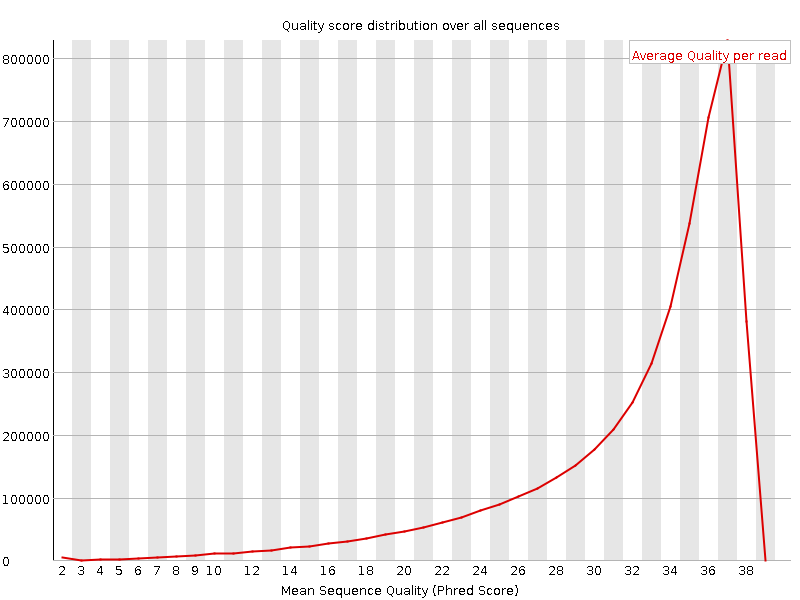 Quality score distribution over all sequences
Average Quality per read
800000
700000
600000
500000
400000
300000
200000
100000
0
2 3 4 5 6 7 8 9 10 12 14 16 18 20 22 24 26 28 30 32 34 36 38
Mean Sequence Quality (Phred Score)